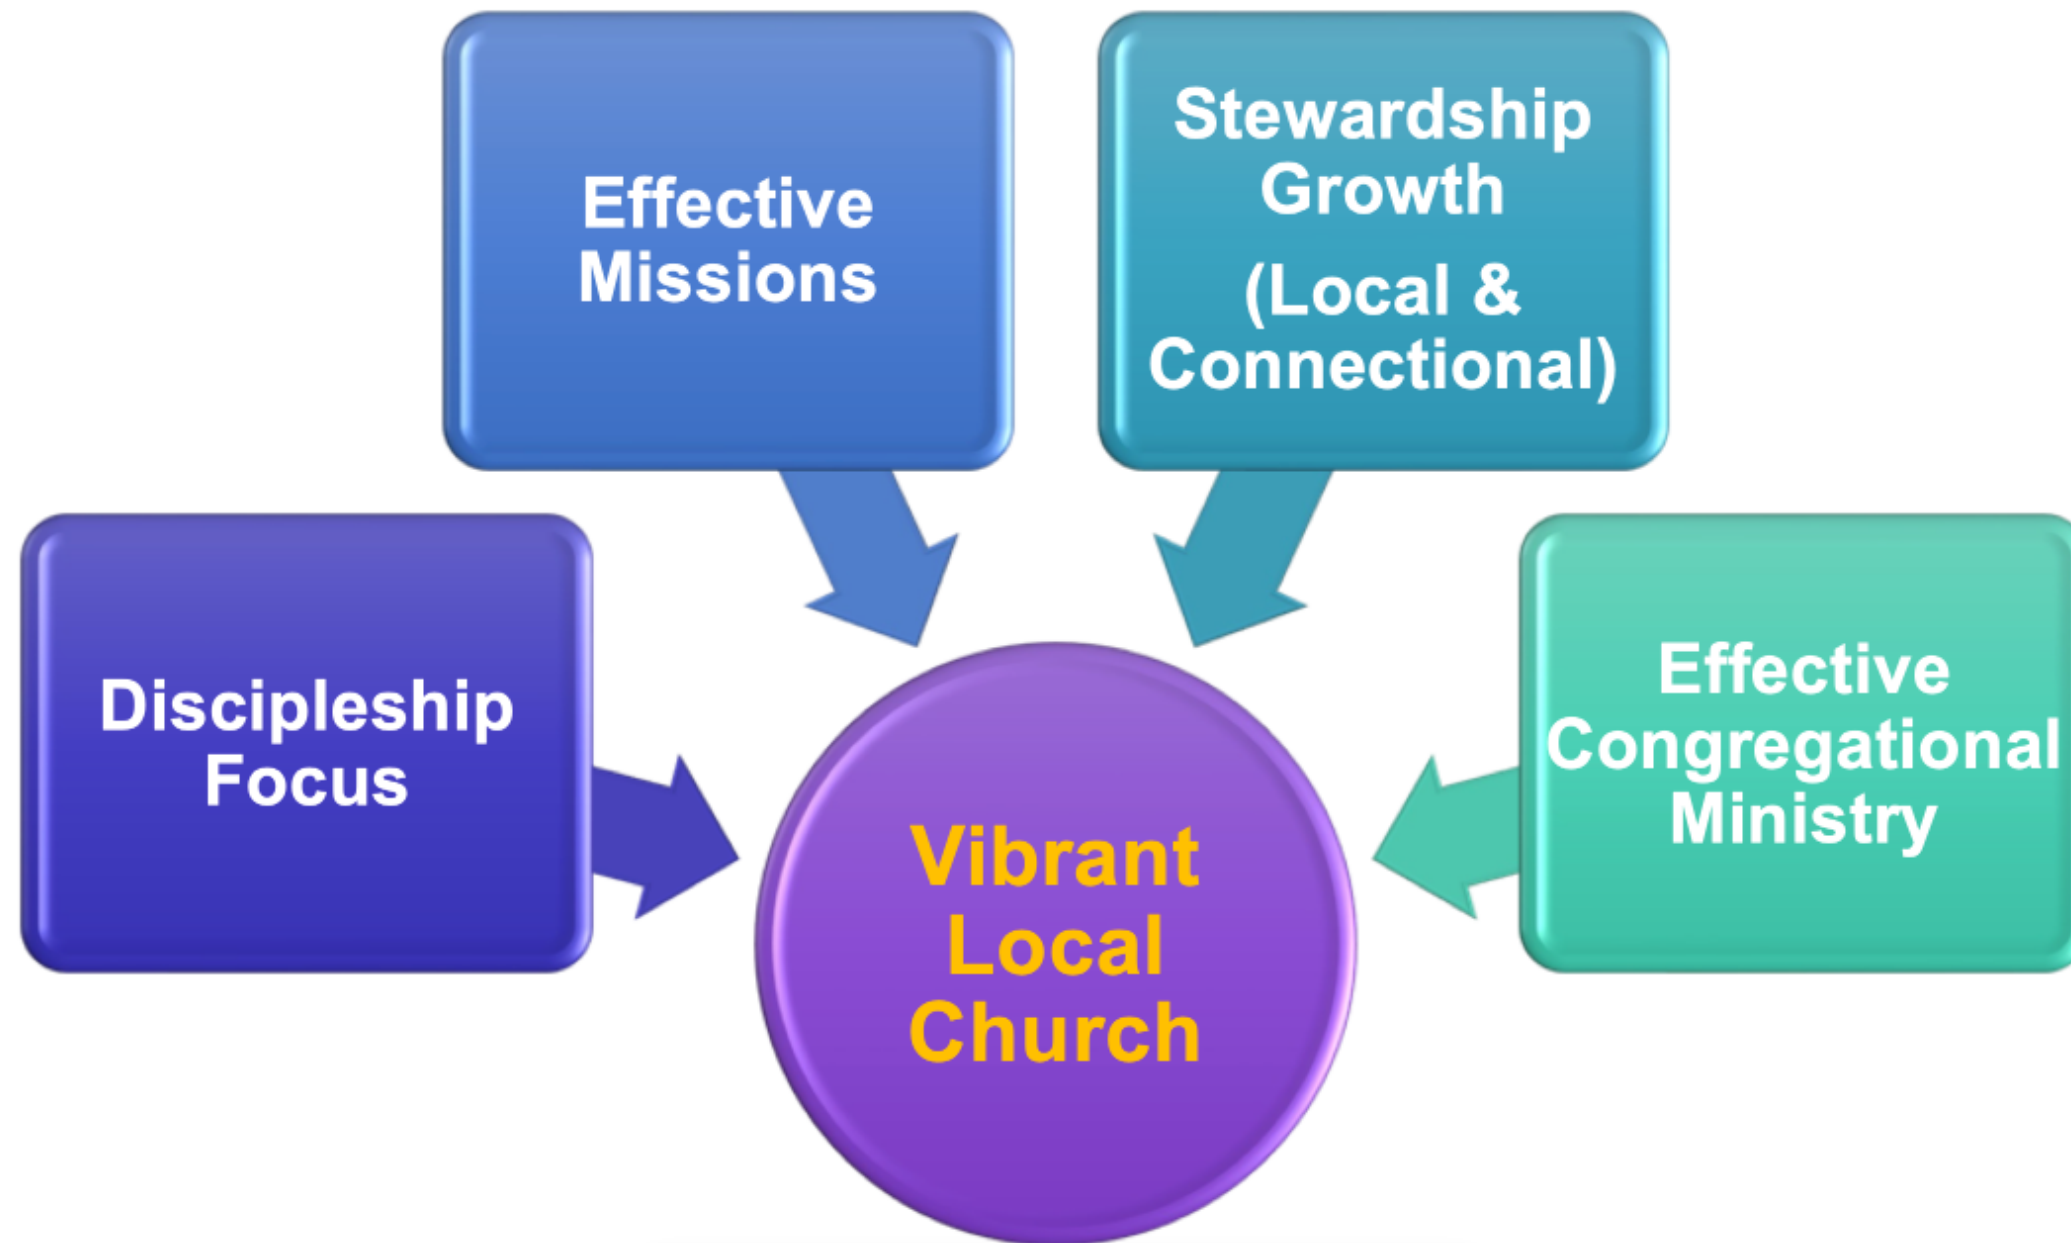 Effective
Missions
Stewardship
Growth
(Local &
Connectional)
Discipleship
Focus
Effective
Congregational
Ministry
Vibrant
Local
Church